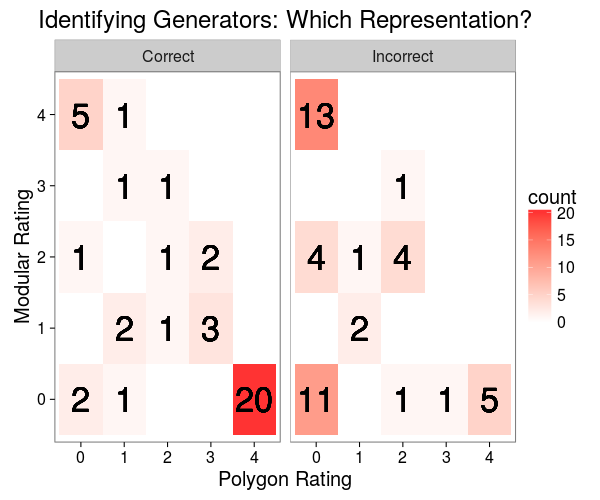 Identifying Generators: Which Representation?
Correct
Incorrect
Modular Rating
4
3
2
1
0
5 1
1 1
1 1 2
2 1 3
2 1 20
13
1
4 1 4
2
11 1 1 5
0 1 2 3 4
0 1 2 3 4
Polygon Rating
count
20
15
10
5
0